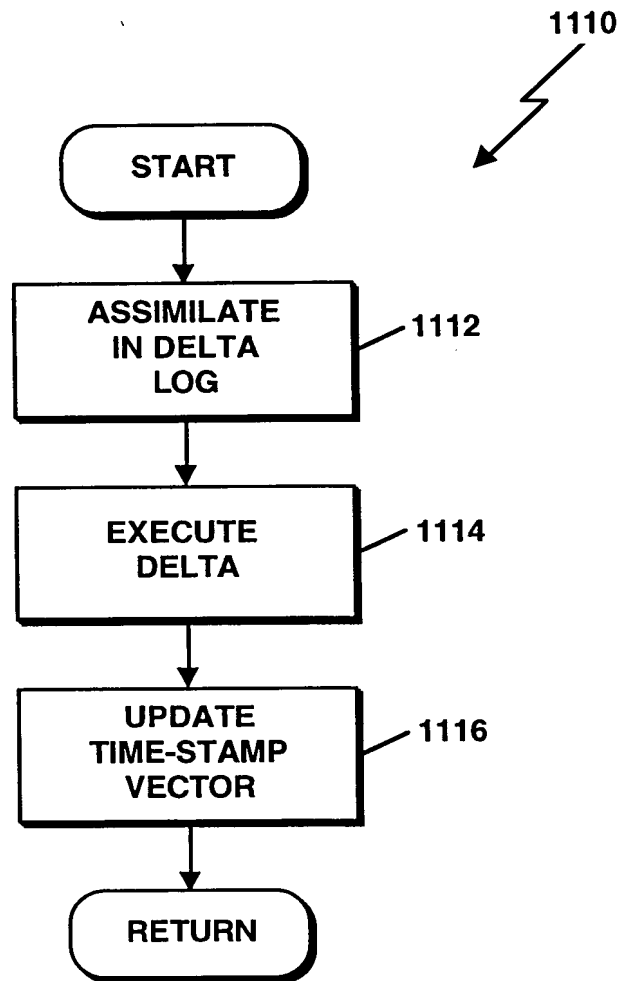 1110
START
ASSIMILATE
IN DELTA
LOG
1112
EXECUTE
DELTA
1114
UPDATE
TIME-STAMP
VECTOR
1116
RETURN